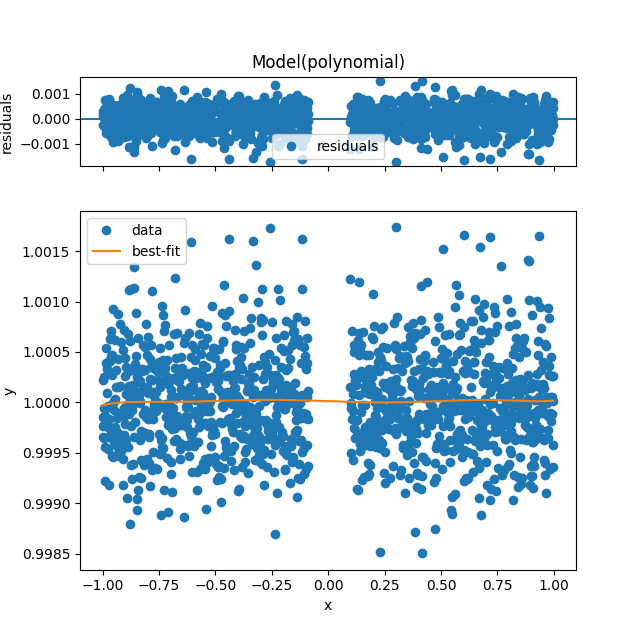 Model(polynomial)
residuals
0.001
0.000
−0.001
residuals
y
1.0015
1.0010
1.0005
1.0000
0.9995
0.9990
0.9985
data
best-fit
−1.00 −0.75 −0.50 −0.25 0.00 0.25 0.50 0.75 1.00
x